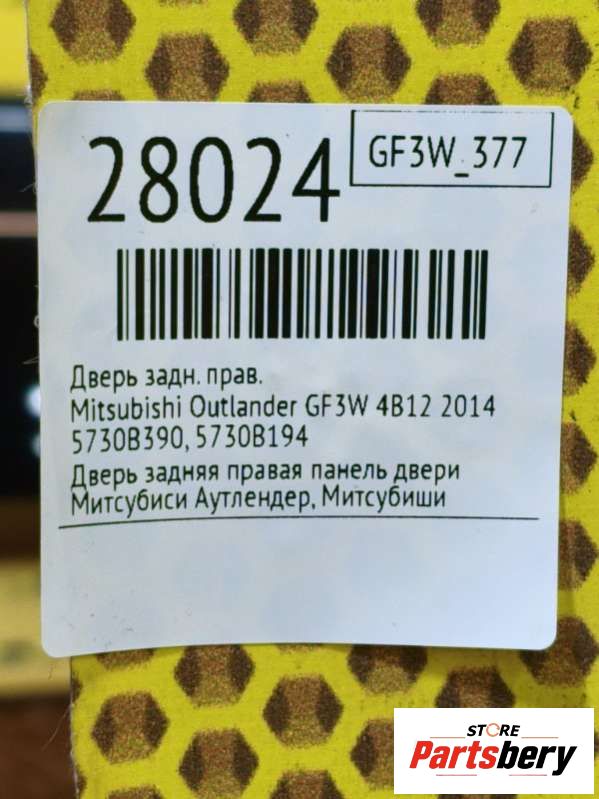 28024
GF3W_377
Дверь задн. прав.
Mitsubishi Outlander GF3W 4B12 2014
5730B390, 5730B194
Дверь задняя правая панель двери
Митсубиси Аутлендер, Митсубиши
STORE
Partsbery